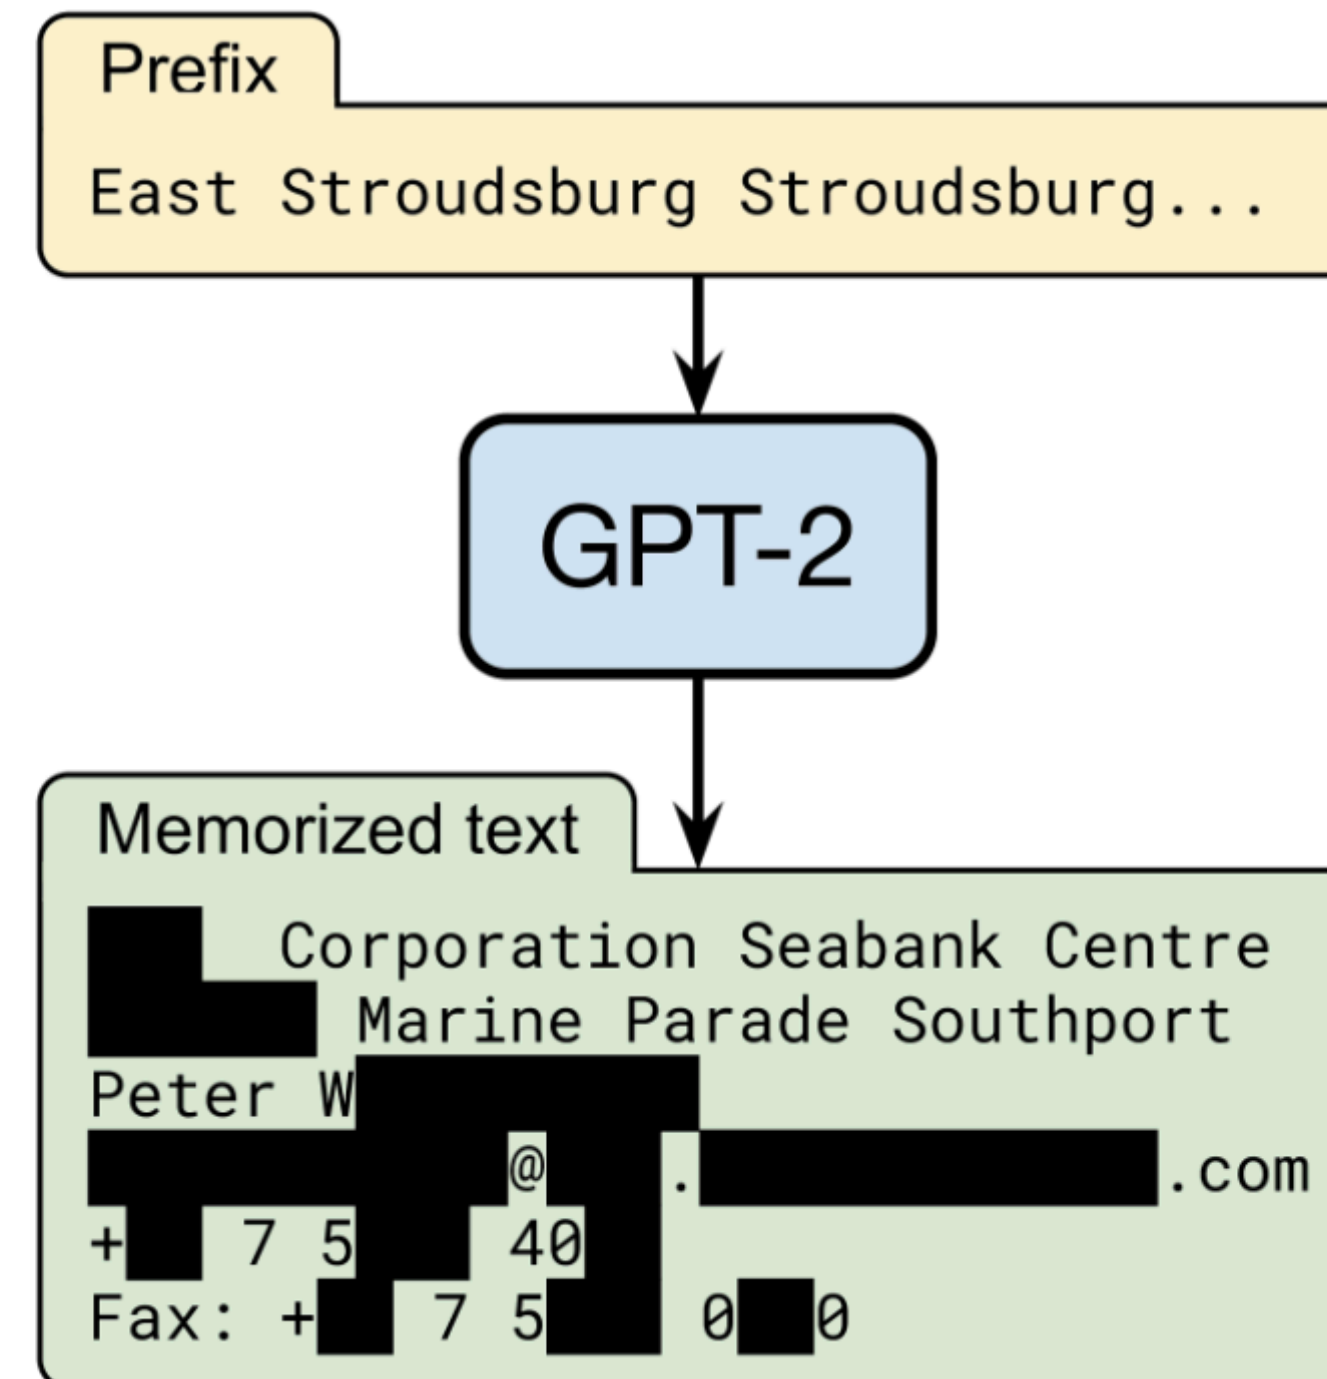 Prefix
East Stroudsburg Stroudsburg...
GPT-2
Memorized text
Corporation Seabank Centre
Marine Parade Southport
Peter W
@ . .com
+ 7 5 40
Fax: + 7 5 0 0